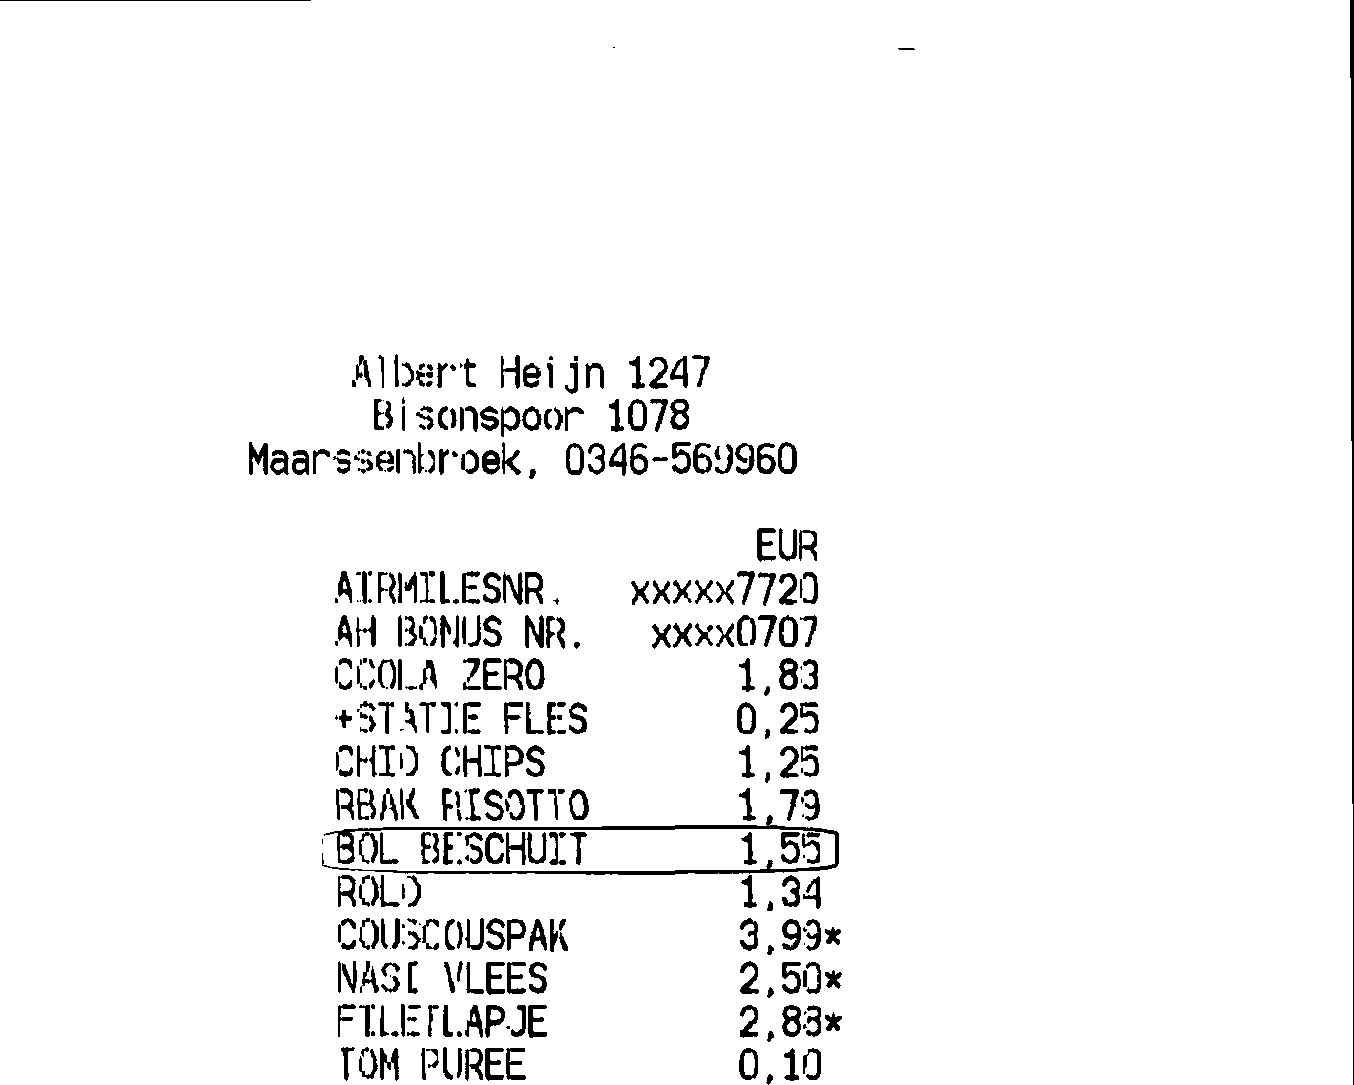 Albert Heijn 1247
Bisonspoor 1078
Maarssenbroek, 0346-569960
EUR
AIRMILESNR. xxxxx7720
AH BONUS NR. xxxx0707
CCOLA ZERO 1,83
+STATIE FLES 0,25
CHIO CHIPS 1,25
RBAK RISOTTO 1,79
BOL BESCHUIT 1,55
ROLO 1,34
COUSCOUSPAK 3,99*
NASI VLEES 2,50*
FILETLAPJE 2,88*
TOM PUREE 0,10